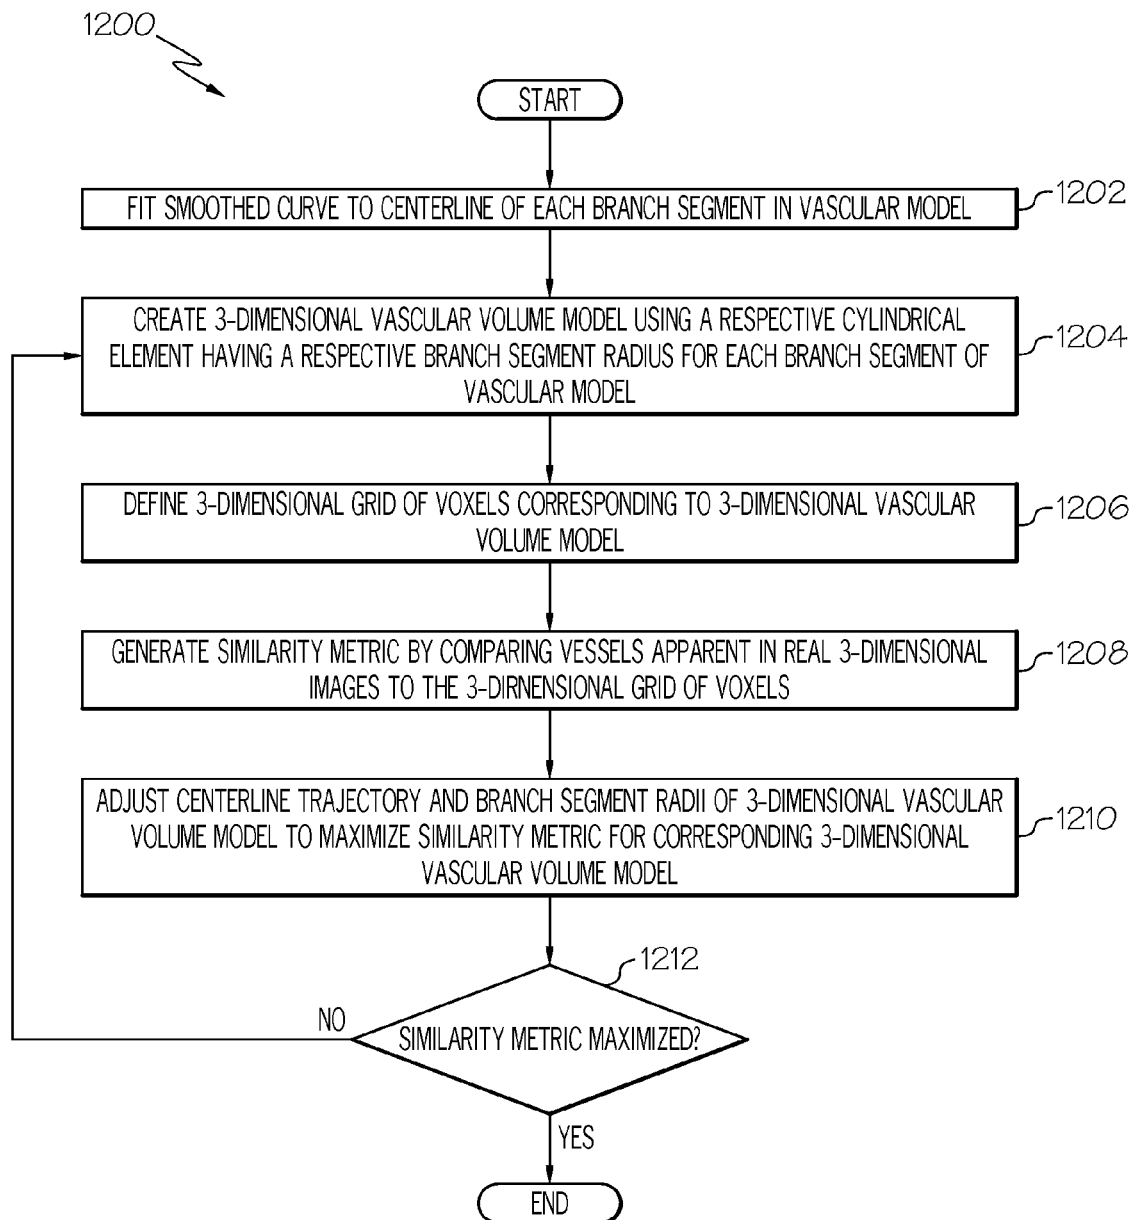 1200
START
FIT SMOOTHED CURVE TO CENTERLINE OF EACH BRANCH SEGMENT IN VASCULAR MODEL
1202
CREATE 3-DIMENSIONAL VASCULAR VOLUME MODEL USING A RESPECTIVE CYLINDRICAL
ELEMENT HAVING A RESPECTIVE BRANCH SEGMENT RADIUS FOR EACH BRANCH SEGMENT OF
VASCULAR MODEL
1204
DEFINE 3-DIMENSIONAL GRID OF VOXELS CORRESPONDING TO 3-DIMENSIONAL VASCULAR
VOLUME MODEL
1206
GENERATE SIMILARITY METRIC BY COMPARING VESSELS APPARENT IN REAL 3-DIMENSIONAL
IMAGES TO THE 3-DIRNENSIONAL GRID OF VOXELS
1208
ADJUST CENTERLINE TRAJECTORY AND BRANCH SEGMENT RADII OF 3-DIMENSIONAL VASCULAR
VOLUME MODEL TO MAXIMIZE SIMILARITY METRIC FOR CORRESPONDING 3-DIMENSIONAL
VASCULAR VOLUME MODEL
1210
1212
SIMILARITY METRIC MAXIMIZED?
NO
YES
END